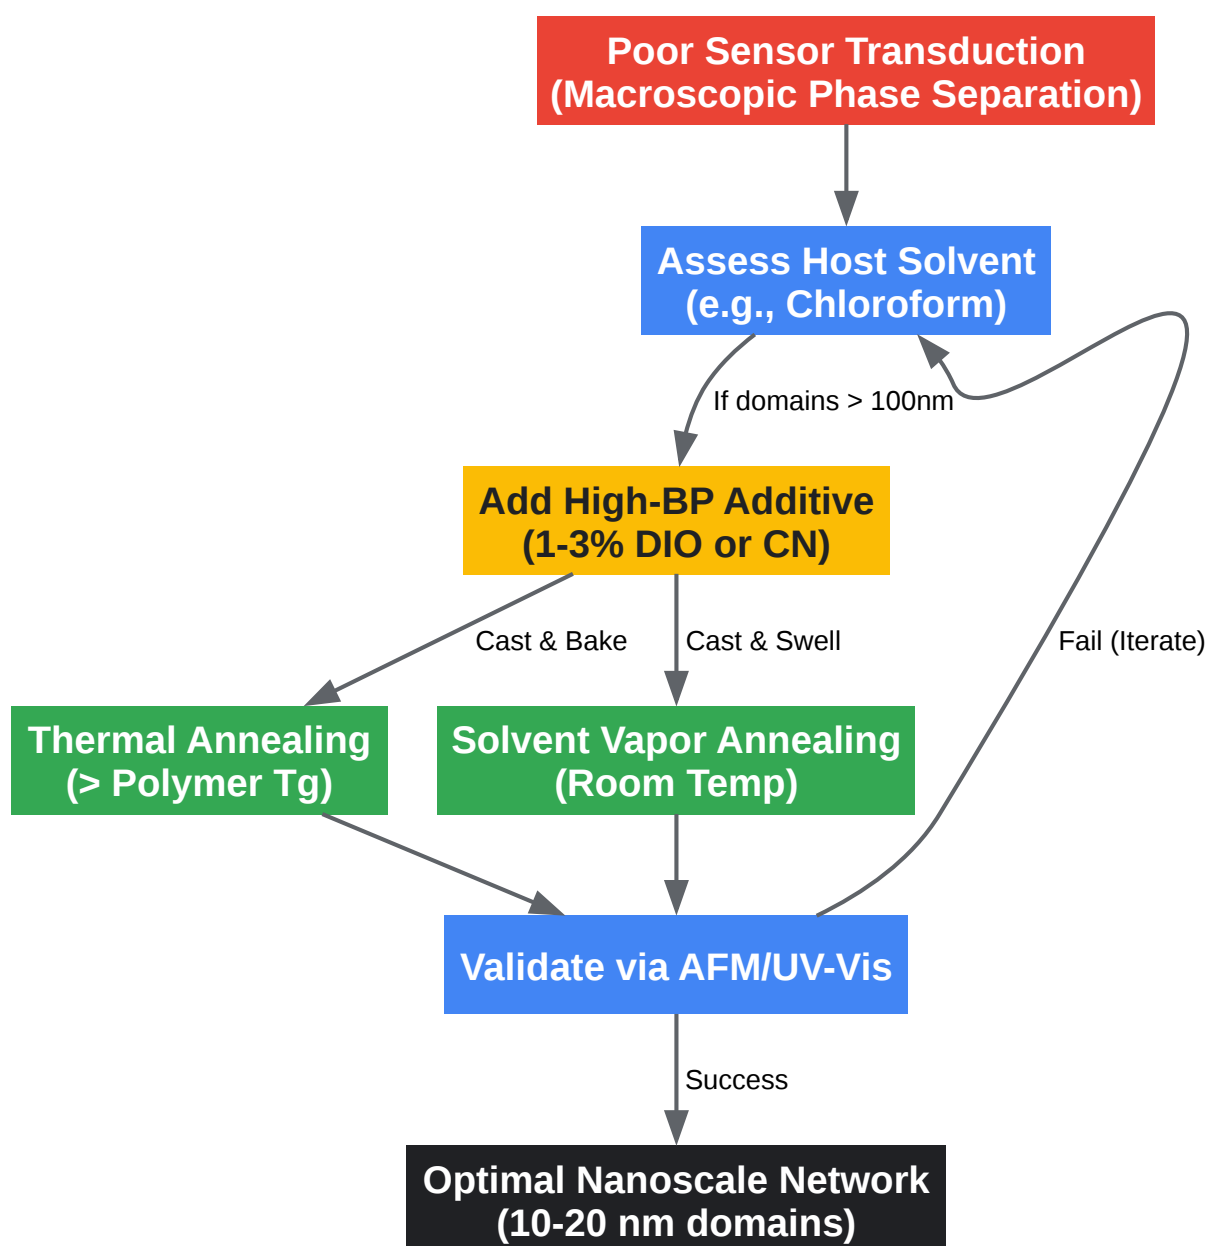 Poor Sensor Transduction
(Macroscopic Phase Separation)
Assess Host Solvent
(e.g., Chloroform)
If domains > 100nm
Add High-BP Additive
(1-3% DIO or CN)
Cast & Bake
Cast & Swell
Fail (Iterate)
Thermal Annealing
(> Polymer Tg)
Solvent Vapor Annealing
(Room Temp)
Validate via AFM/UV-Vis
Success
Optimal Nanoscale Network
(10-20 nm domains)